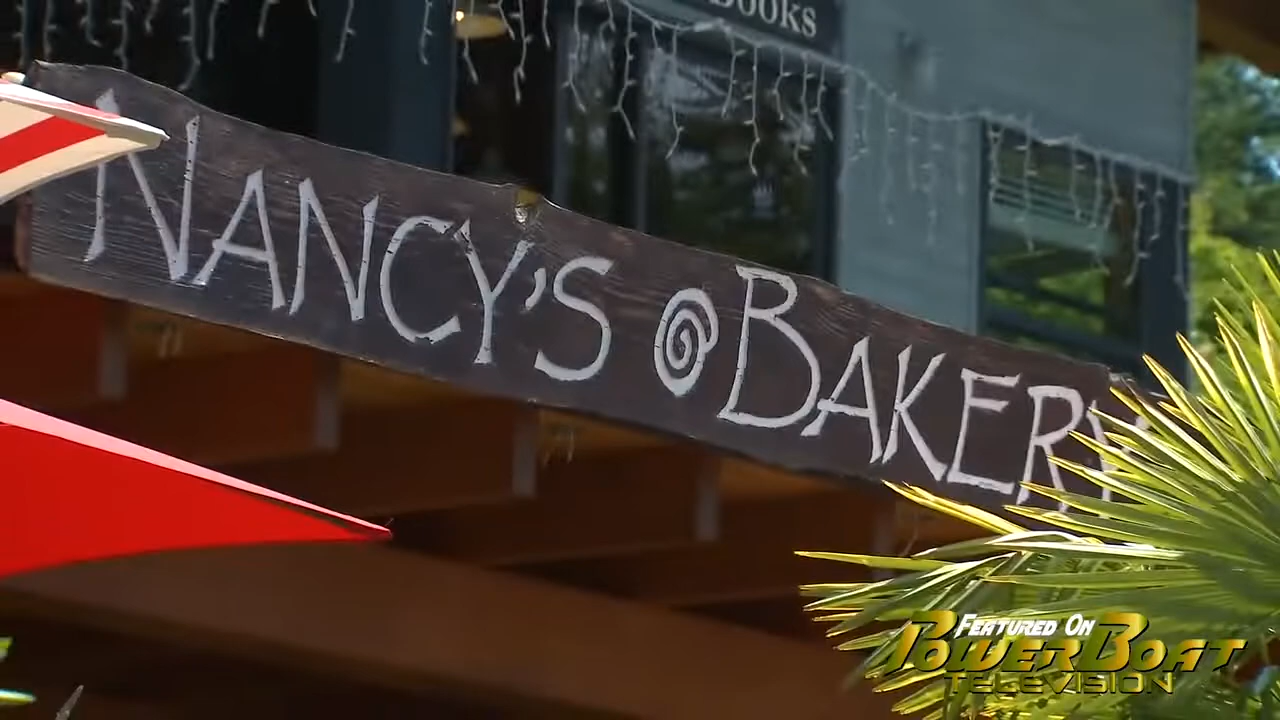 Books
NANCY'S BAKERY
FEATURED ON
POWERBOAT
TELEVISION